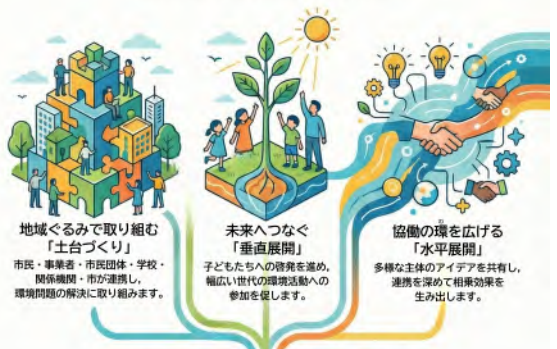 地域ぐるみで取り組む
「土台づくり」
市民・事業者・市民団体・学校・
関係機関・市が連携し、
環境問題の解決に取り組みます。
未来へつなぐ
「垂直展開」
子どもたちへの啓発を進め、
幅広い世代の環境活動への
参加を促します。
協働の環を広げる
「水平展開」
多様な主体のアイデアを共有し、
連携を深めて相乗効果を
生み出します。